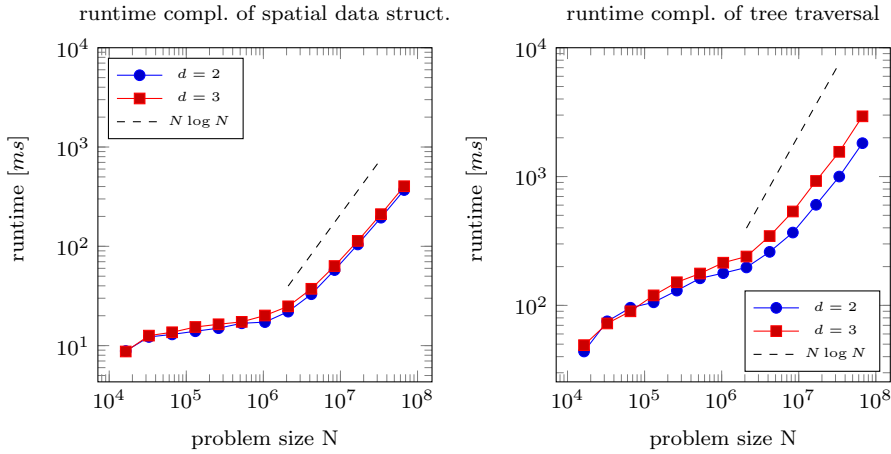 runtime compl. of spatial data struct.
10^4
10^3
10^2
10^1
runtime [ms]
d = 2
d = 3
N log N
10^4 10^5 10^6 10^7 10^8
problem size N
runtime compl. of tree traversal
10^4
10^3
10^2
runtime [ms]
d = 2
d = 3
N log N
10^4 10^5 10^6 10^7 10^8
problem size N